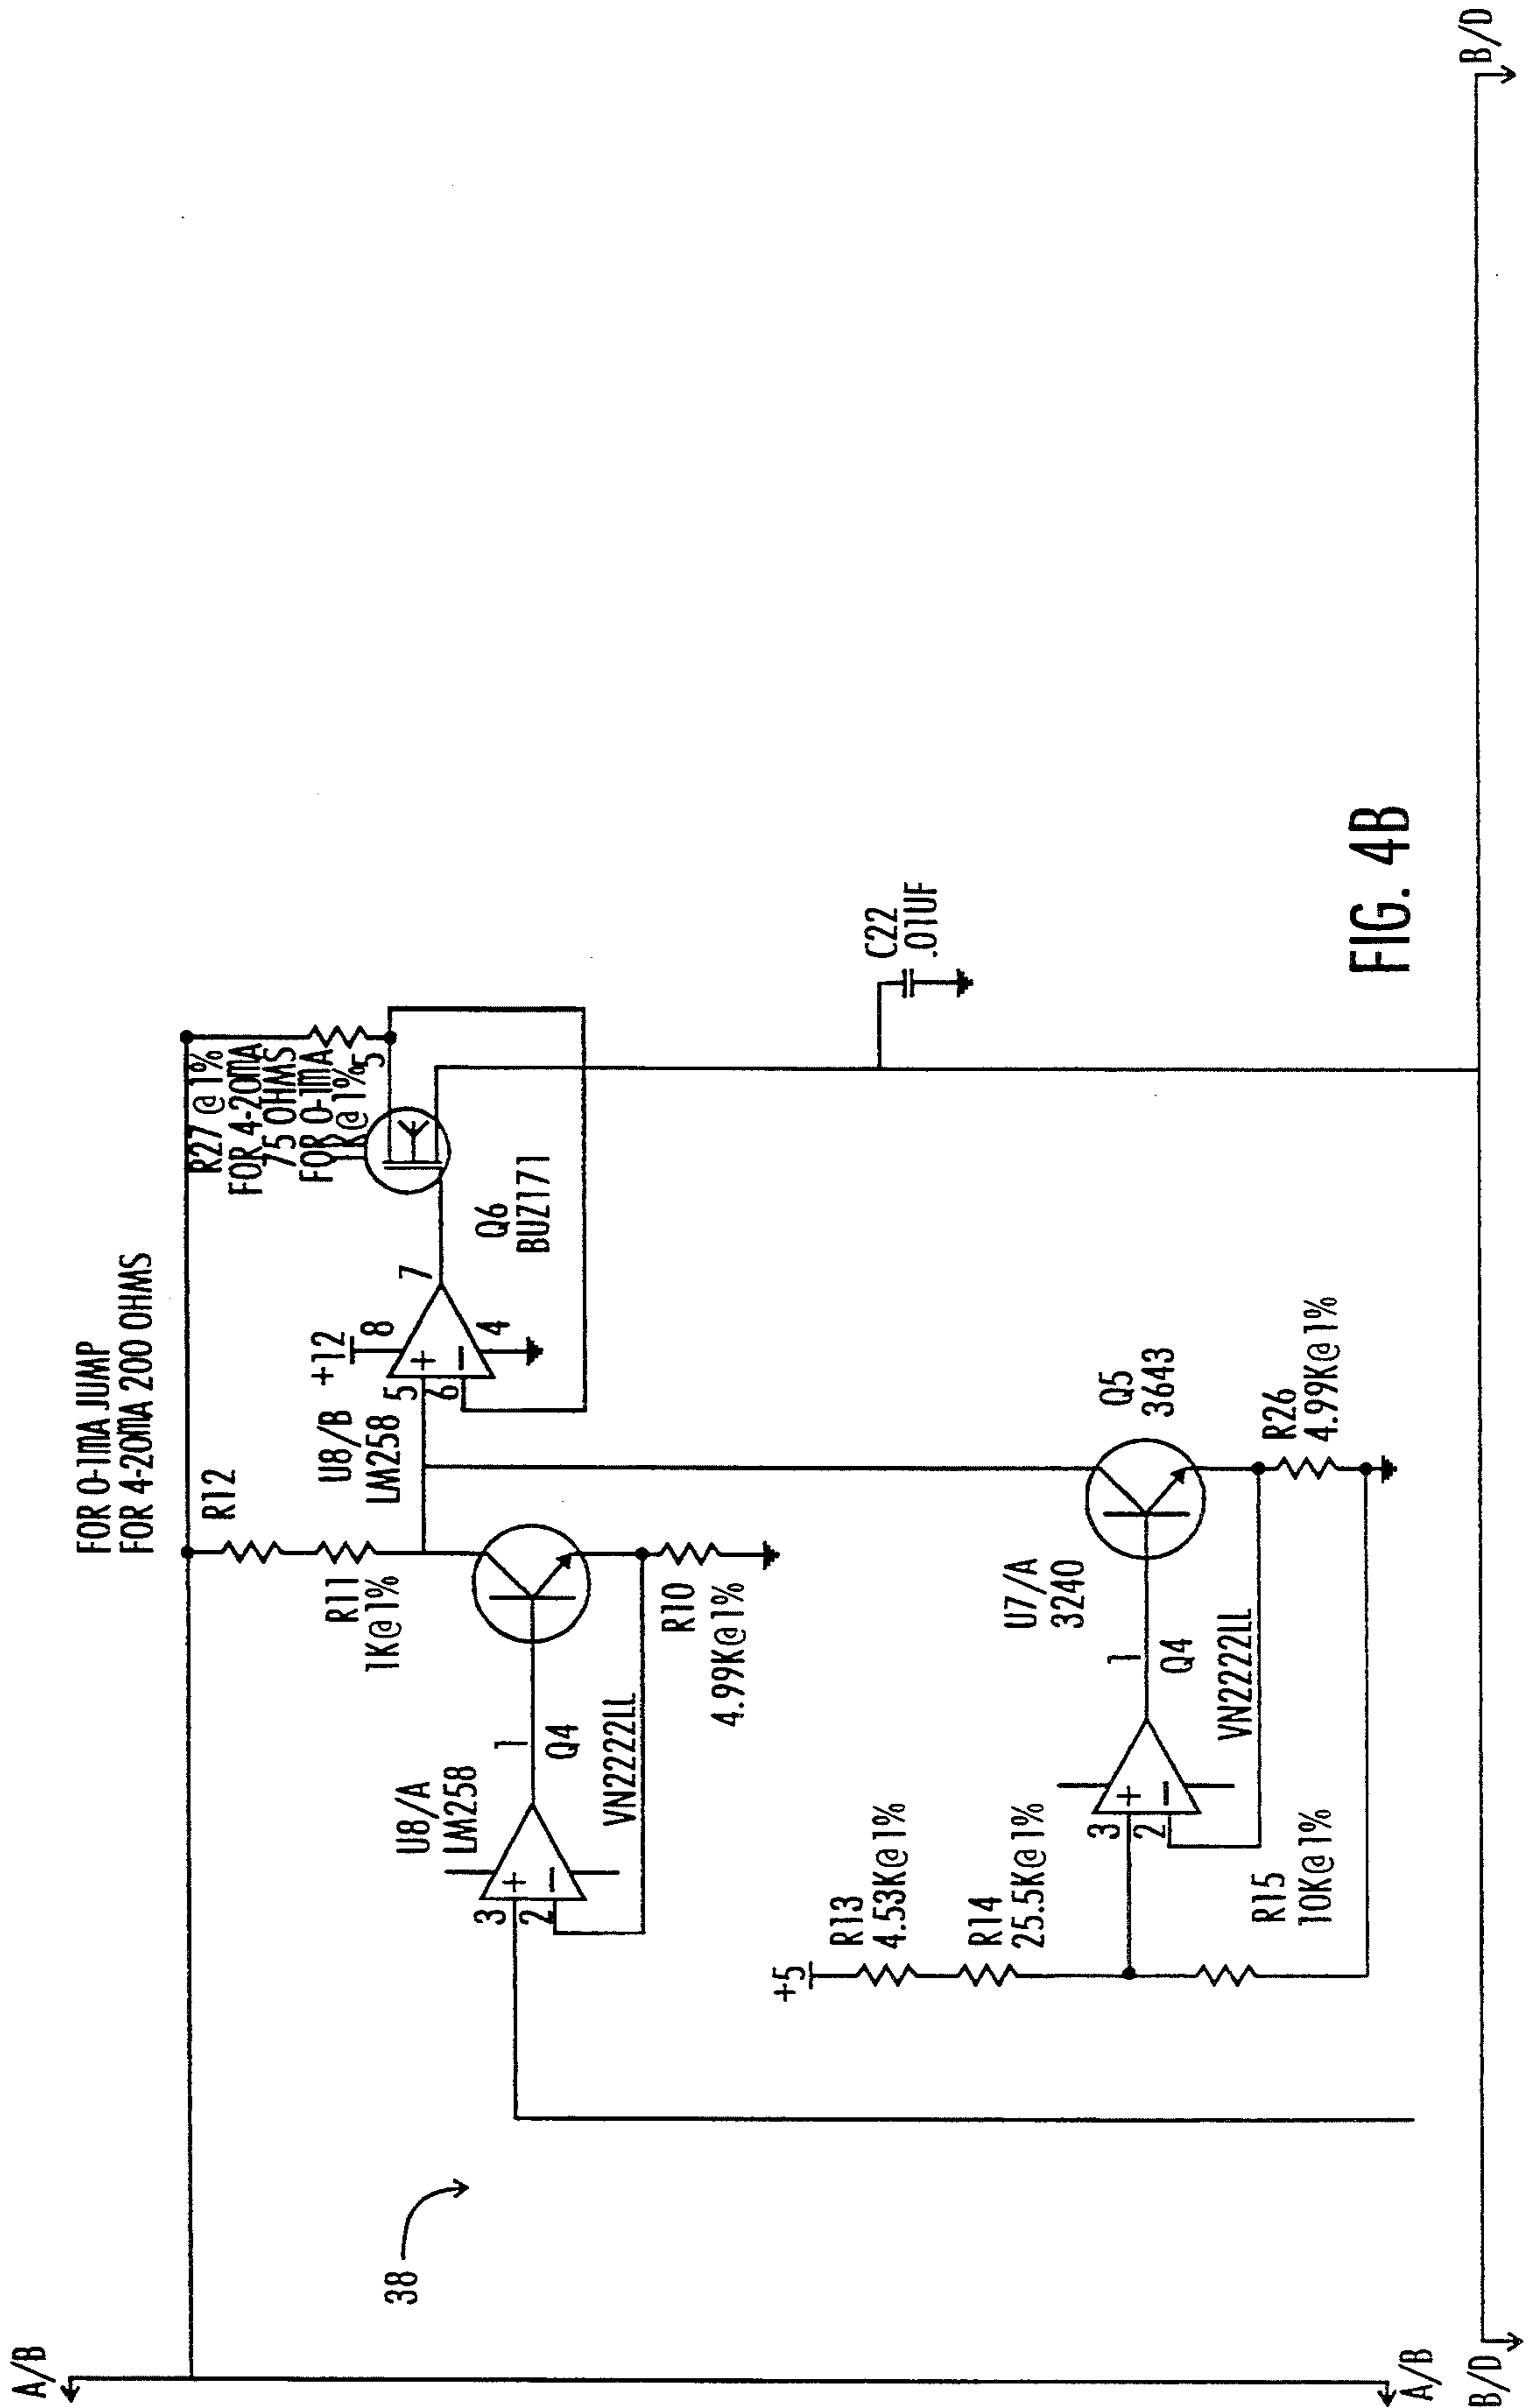 A/B
FOR 0-1MA JUMP
FOR 4-20MA 200 OHMS
R12
R11
1K@1%
R27 @ 1%
FOR 4-20MA
75 OHMS
FOR 0-1MA
K@1%
5
U8/B
LM258
+12
8
5
6
7
4
Q6
BUZ171
38
U8/A
LM258
3
2
1
Q4
VN2222LL
R10
4.99K@1%
C22
.01UF
+5
R13
4.53K@1%
R14
25.5K@1%
U7/A
3240
3
2
1
Q4
VN2222LL
Q5
3643
R15
10K@1%
R26
4.99K@1%
FIG. 4B
A/B
B/D
B/D